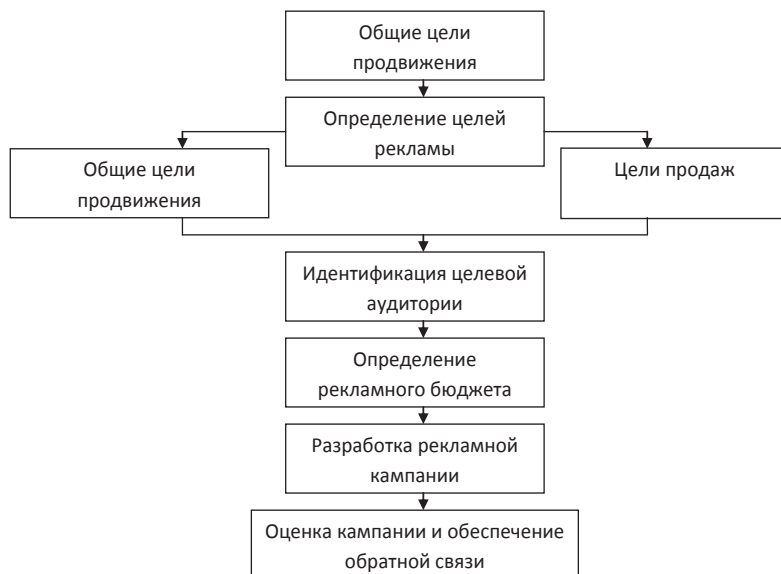 Общие цели
продвижения
Определение целей
рекламы
Общие цели
продвижения
Цели продаж
Идентификация целевой
аудитории
Определение
рекламного бюджета
Разработка рекламной
кампании
Оценка кампании и обеспечение
обратной связи